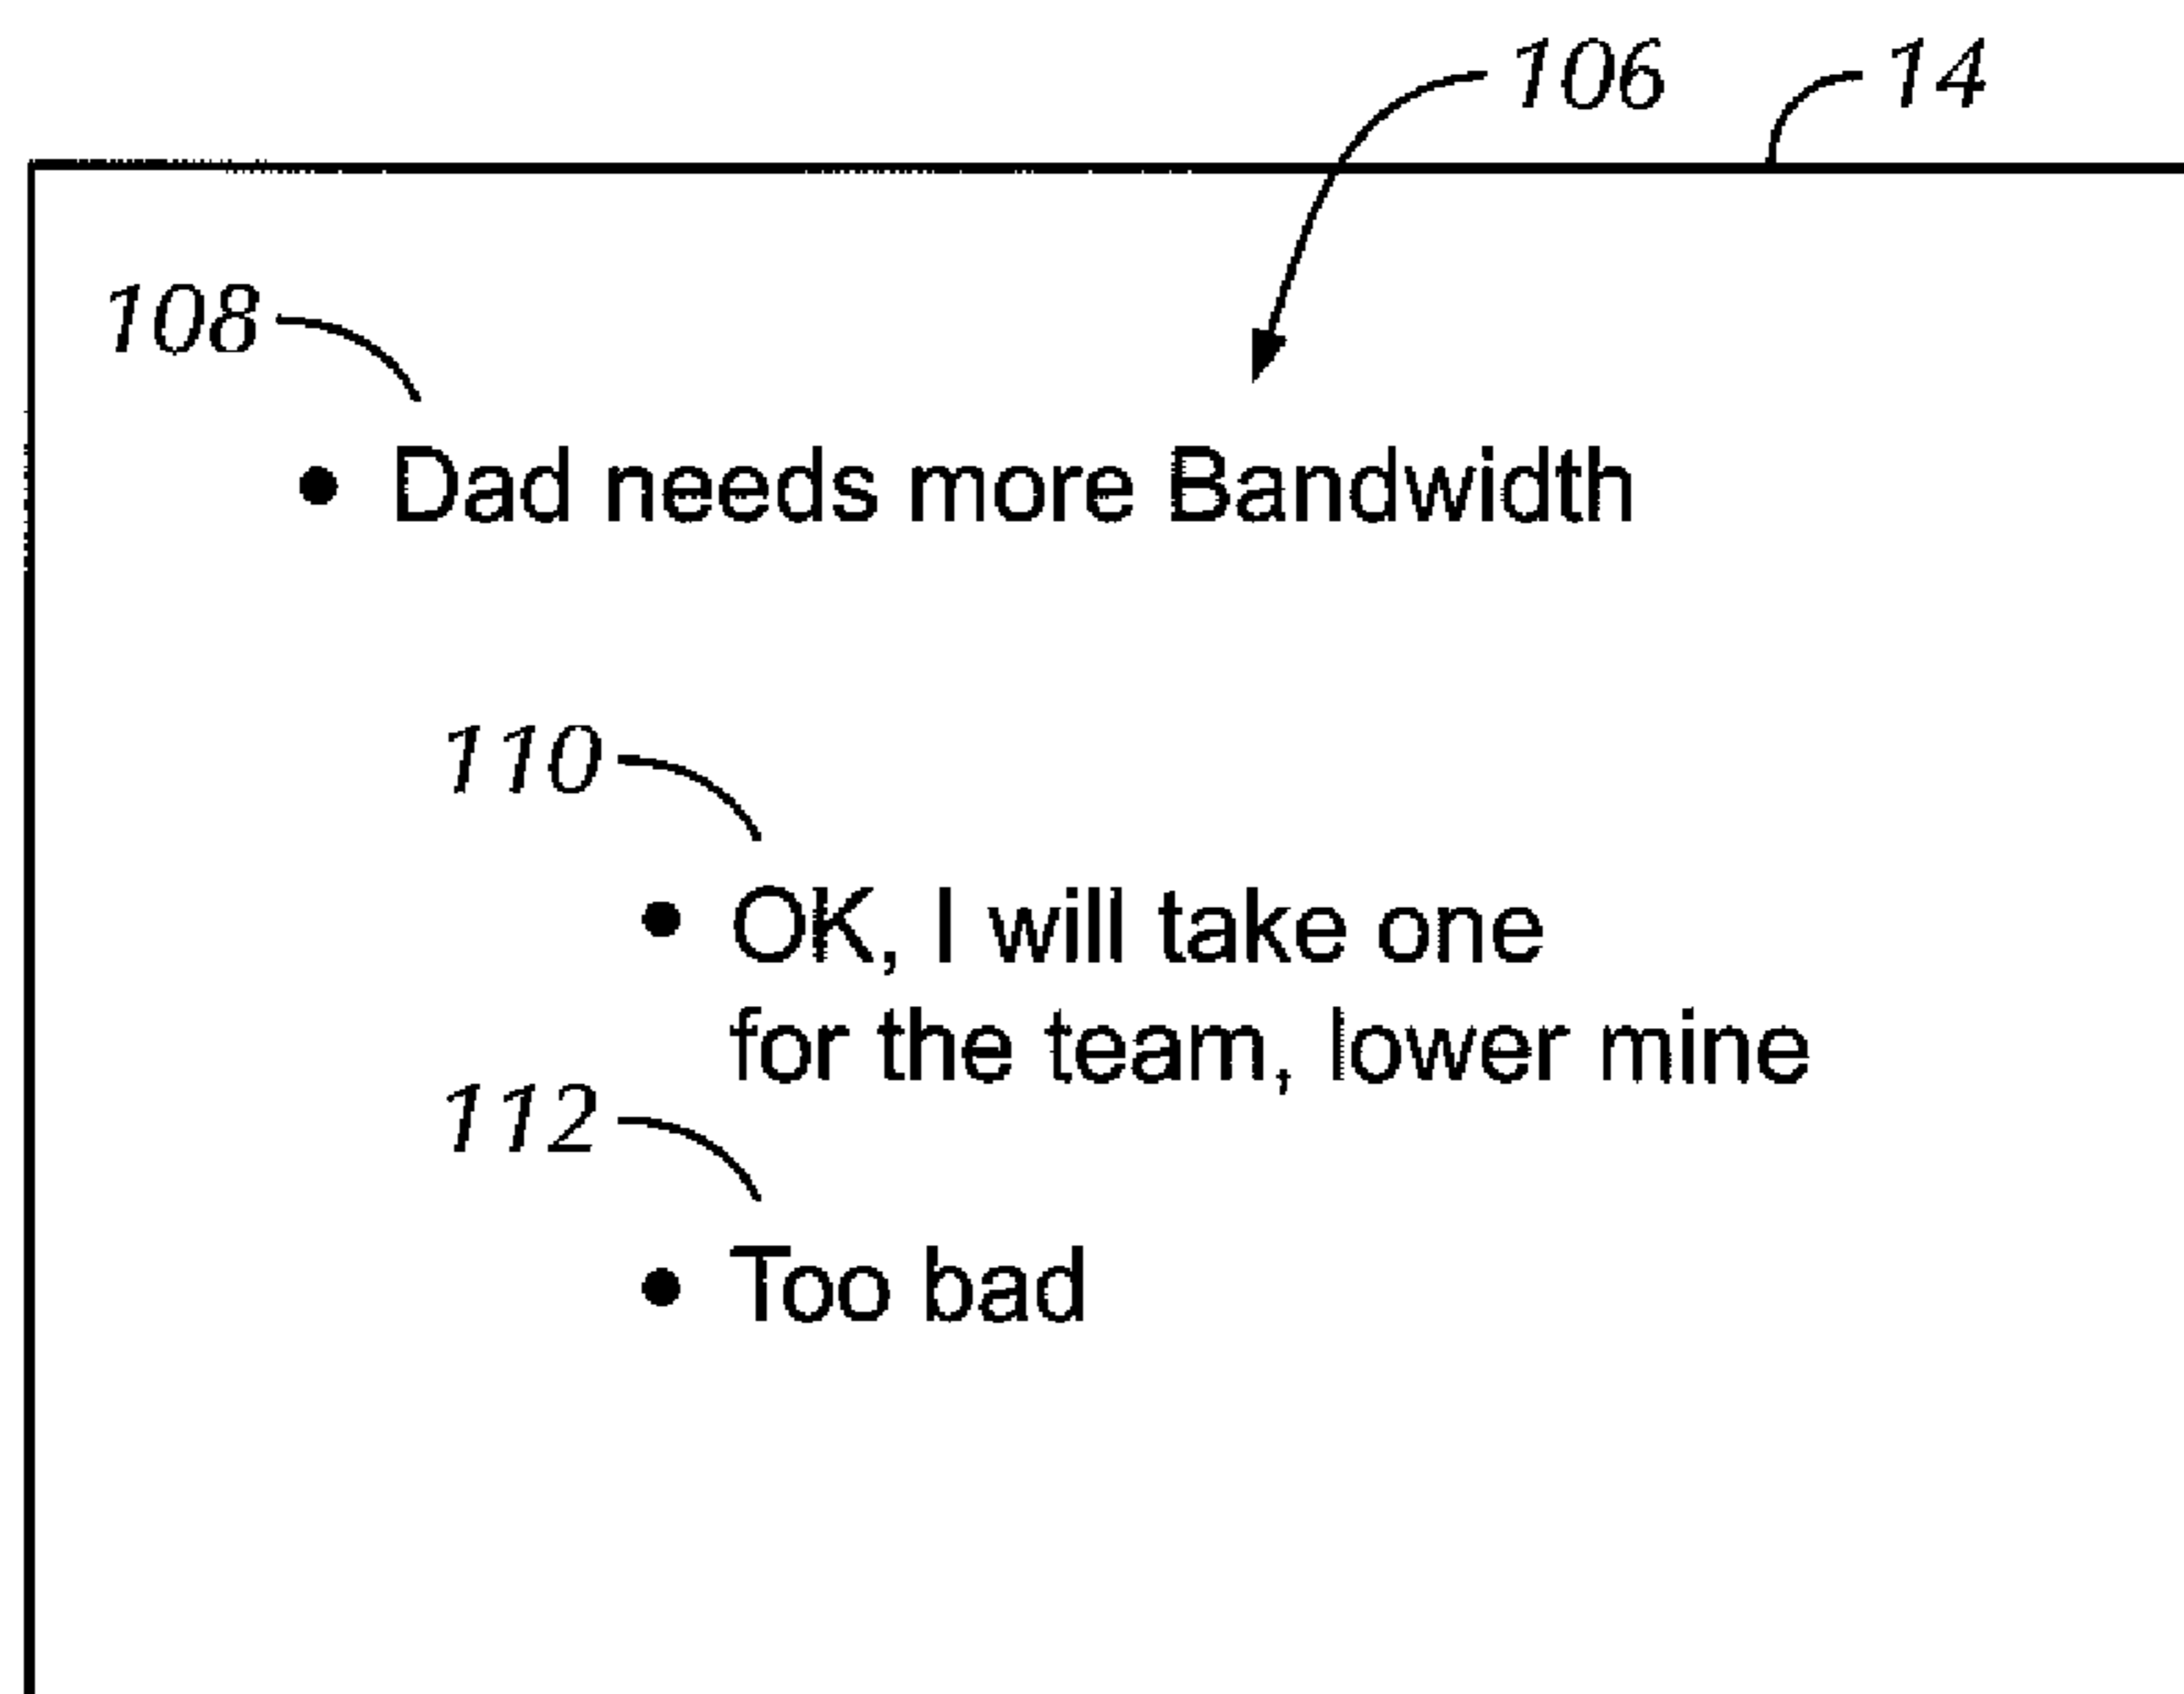 106 14
108
• Dad needs more Bandwidth
110
• OK, I will take one
for the team, lower mine
112
• Too bad